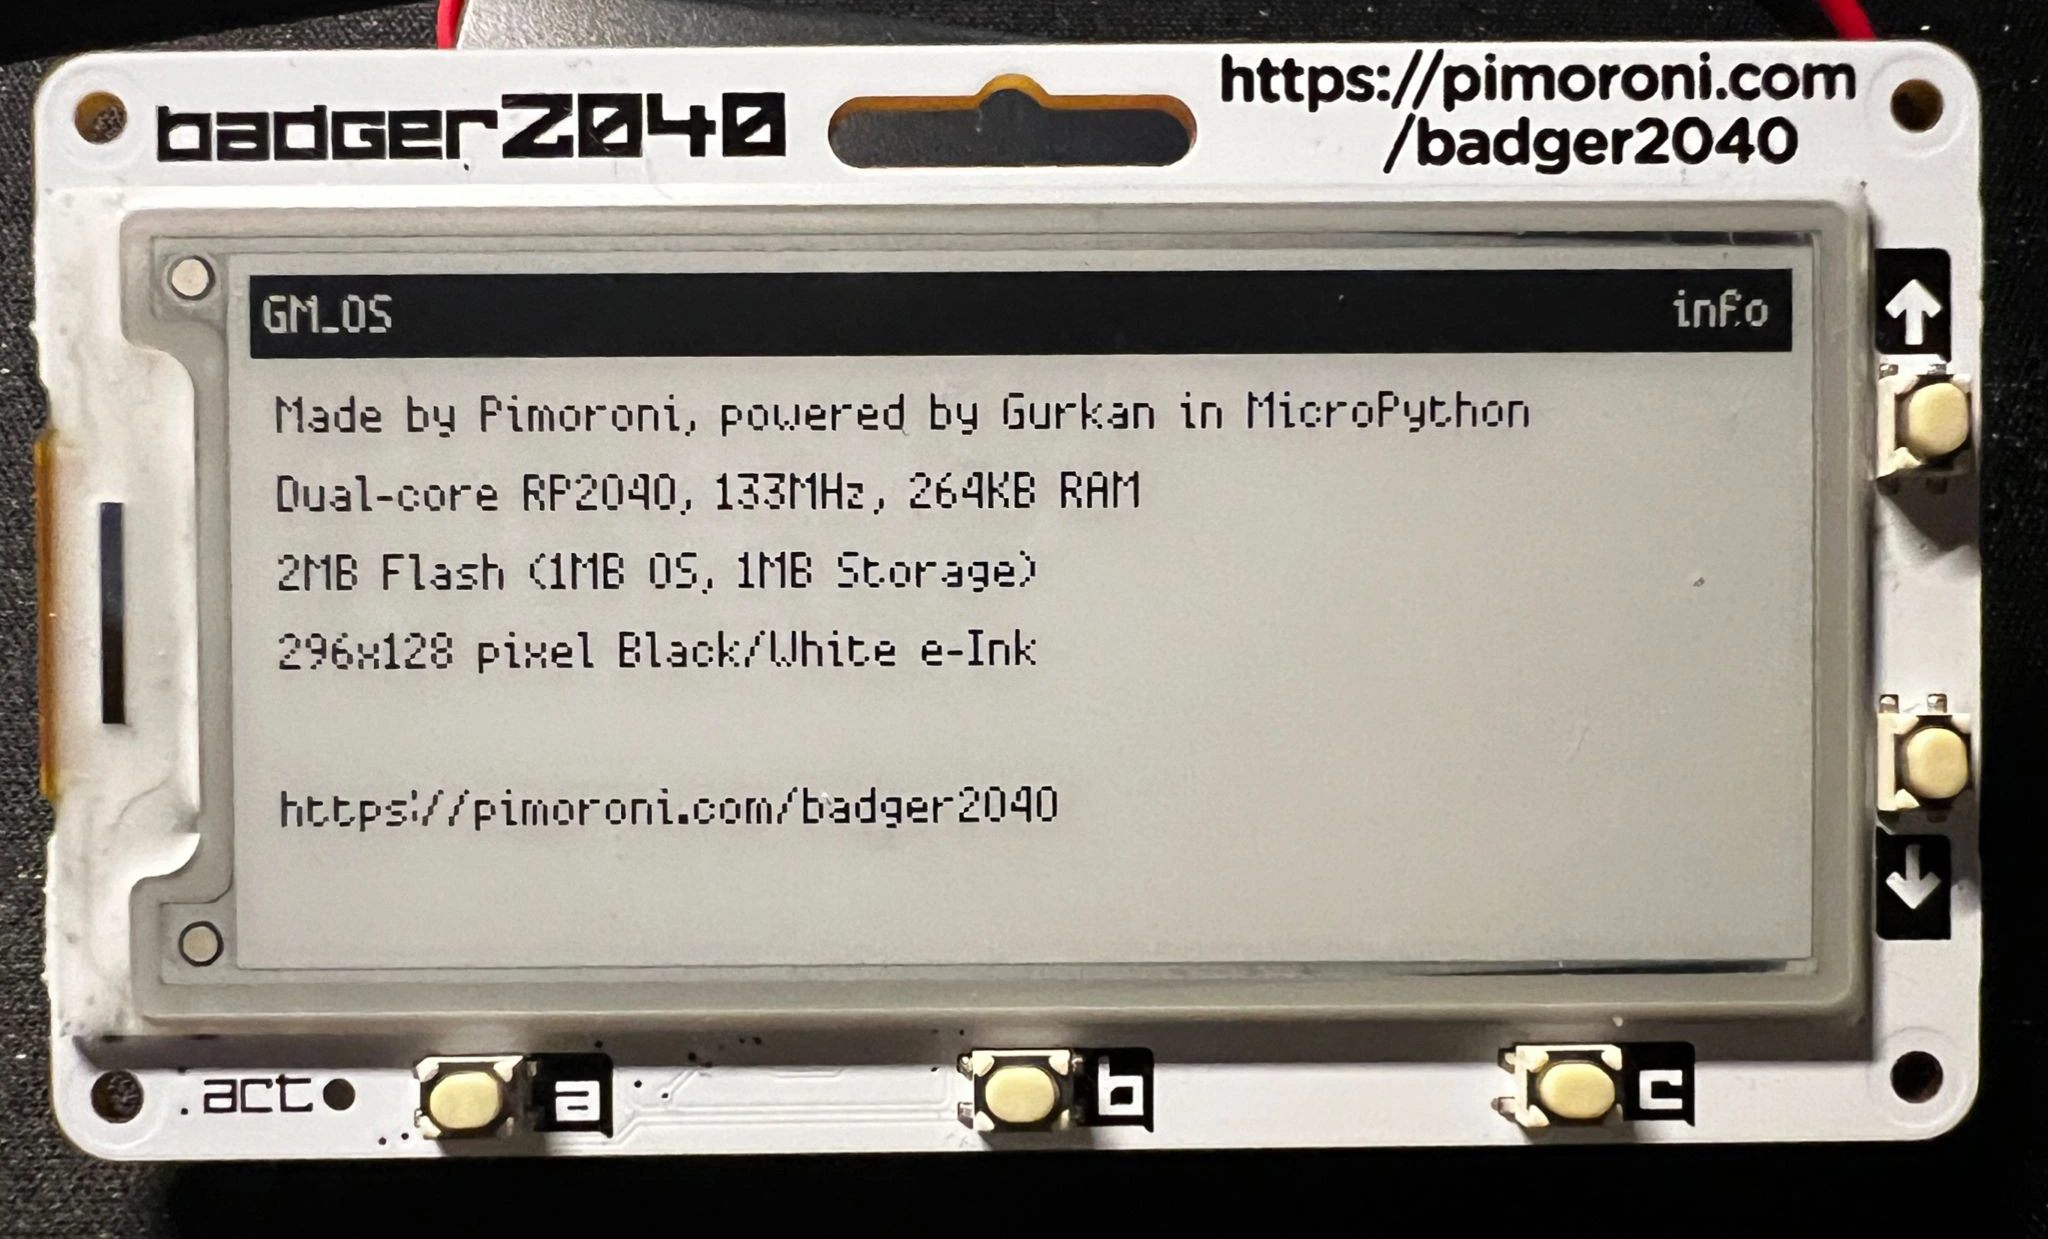 badger2040
https://pimoroni.com
/badger2040
GM_OS info
Made by Pimoroni, powered by Gurkan in MicroPython
Dual-core RP2040, 133MHz, 264KB RAM
2MB Flash (1MB OS, 1MB Storage)
296x128 pixel Black/White e-Ink
https://pimoroni.com/badger2040
act a b c